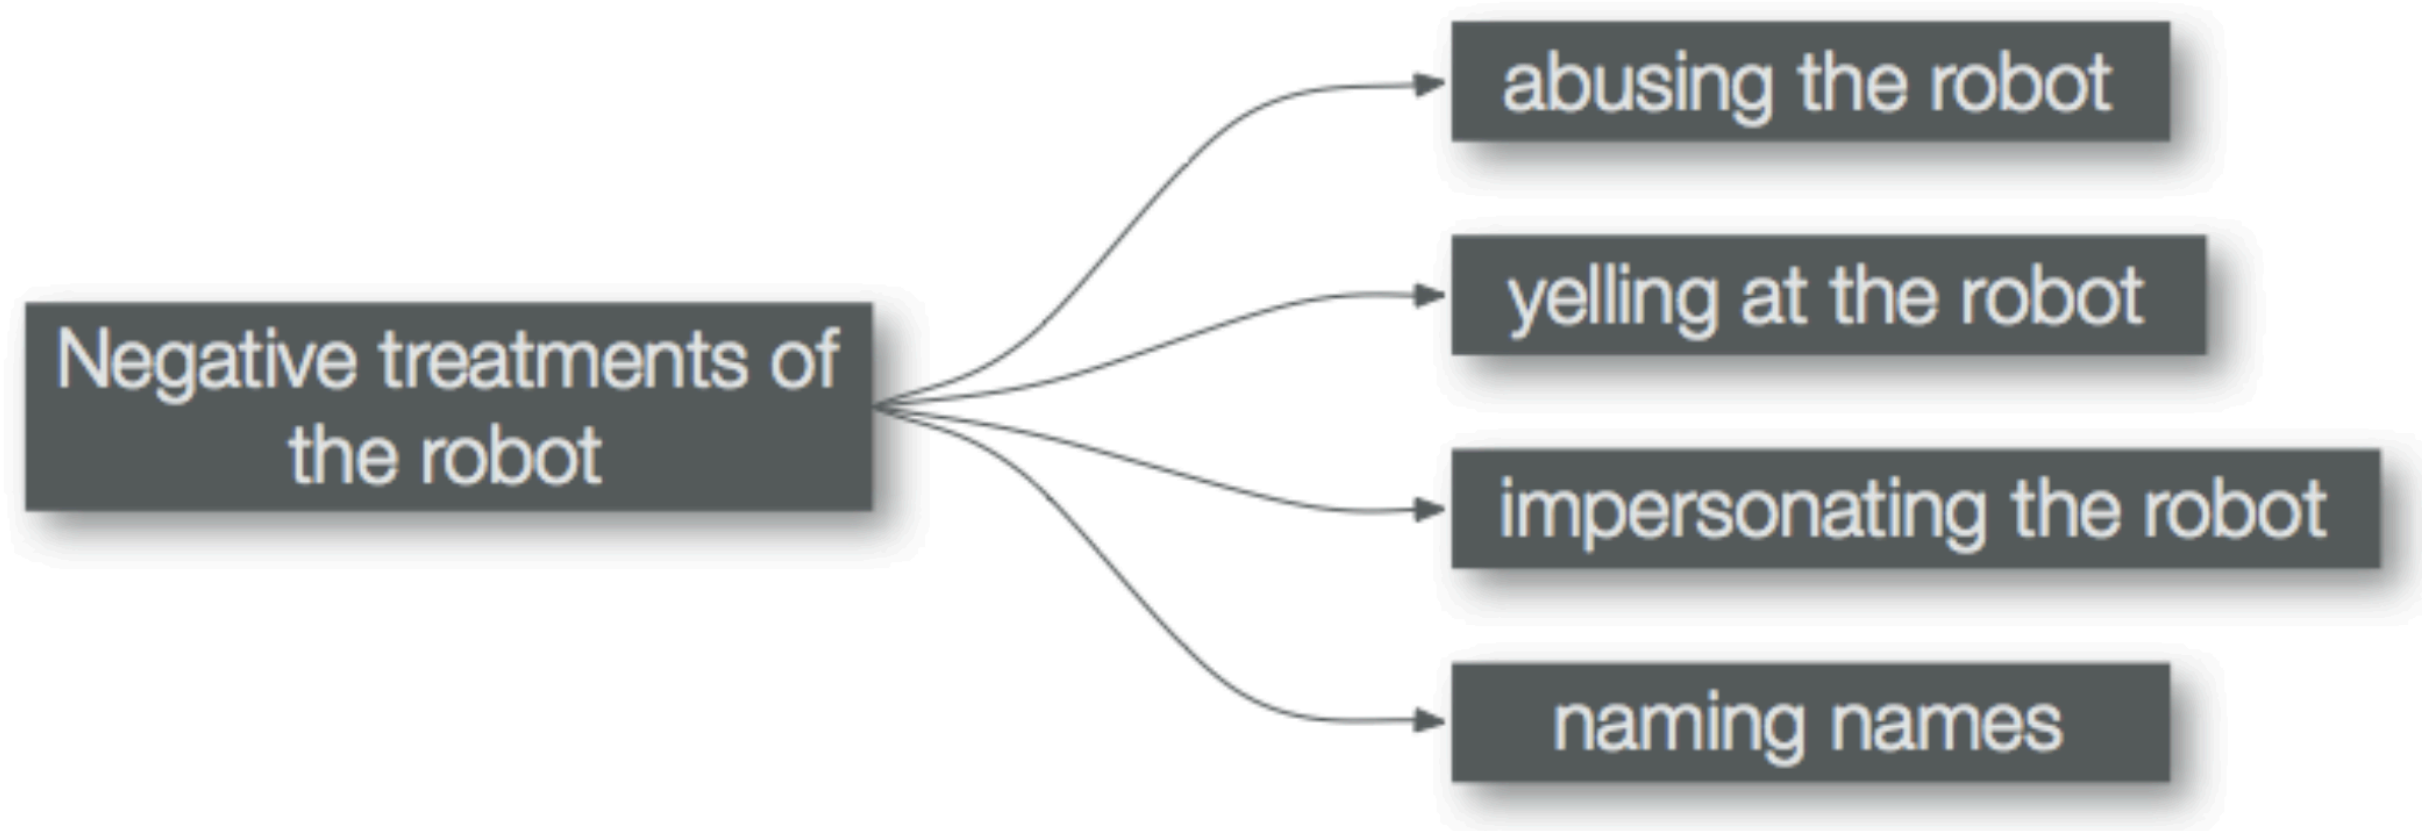 Negative treatments of
the robot
abusing the robot
yelling at the robot
impersonating the robot
naming names